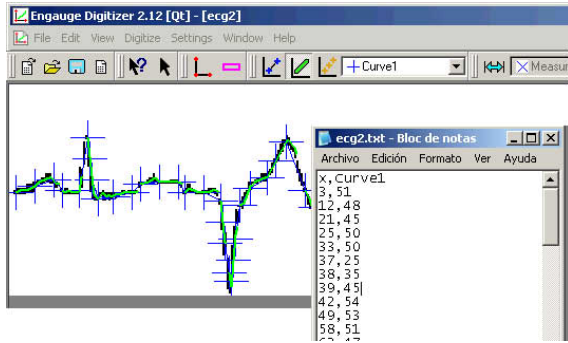 Engauge Digitizer 2.12 [Qt] - [ecg2]
File Edit View Digitize Settings Window Help
Curve1
Measur
ecg2.txt - Bloc de notas
Archivo Edición Formato Ver Ayuda
x,Curve1
3,51
12,48
21,45
25,50
33,50
37,25
38,35
39,45
42,54
49,53
58,51
63,47